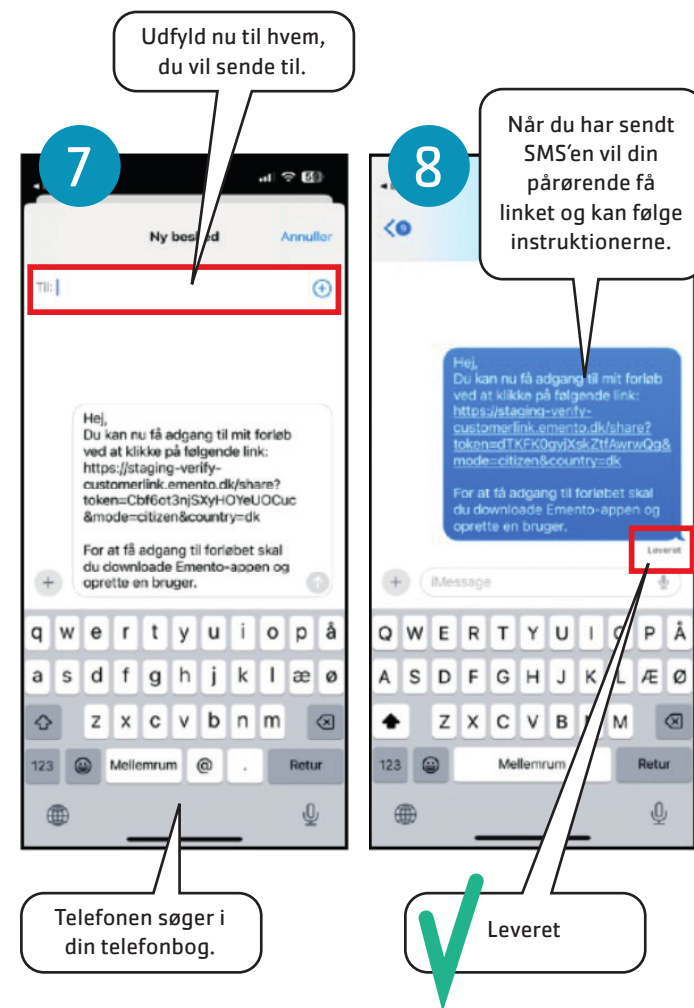 Udfyld nu til hvem,
du vil sende til.
7
Ny besked
Annuller
Til:
Hej,
Du kan nu få adgang til mit forløb
ved at klikke på følgende link:
https://staging-verify-
customerlink.emento.dk/share?
token=Cbf6ot3njSXyHOYeUOCuc
&mode=citizen&country=dk
For at få adgang til forløbet skal
du downloade Emento-appen og
oprette en bruger.
q w e r t y u i o p å
a s d f g h j k l æ ø
z x c v b n m
123 Mellemrum @ . Retur
Telefonen søger i
din telefonbog.
8
Når du har sendt
SMS'en vil din
pårørende få
linket og kan følge
instruktionerne.
9
Hej,
Du kan nu få adgang til mit forløb
ved at klikke på følgende link:
https://staging-verify-
customerlink.emento.dk/share?
token=dTKFK0gvjXskZtfAwrwQg&
mode=citizen&country=dk
For at få adgang til forløbet skal
du downloade Emento-appen og
oprette en bruger.
Leveret
iMessage
Q W E R T Y U I O P Å
A S D F G H J K L Æ Ø
Z X C V B N M
123 Mellemrum Retur
Leveret